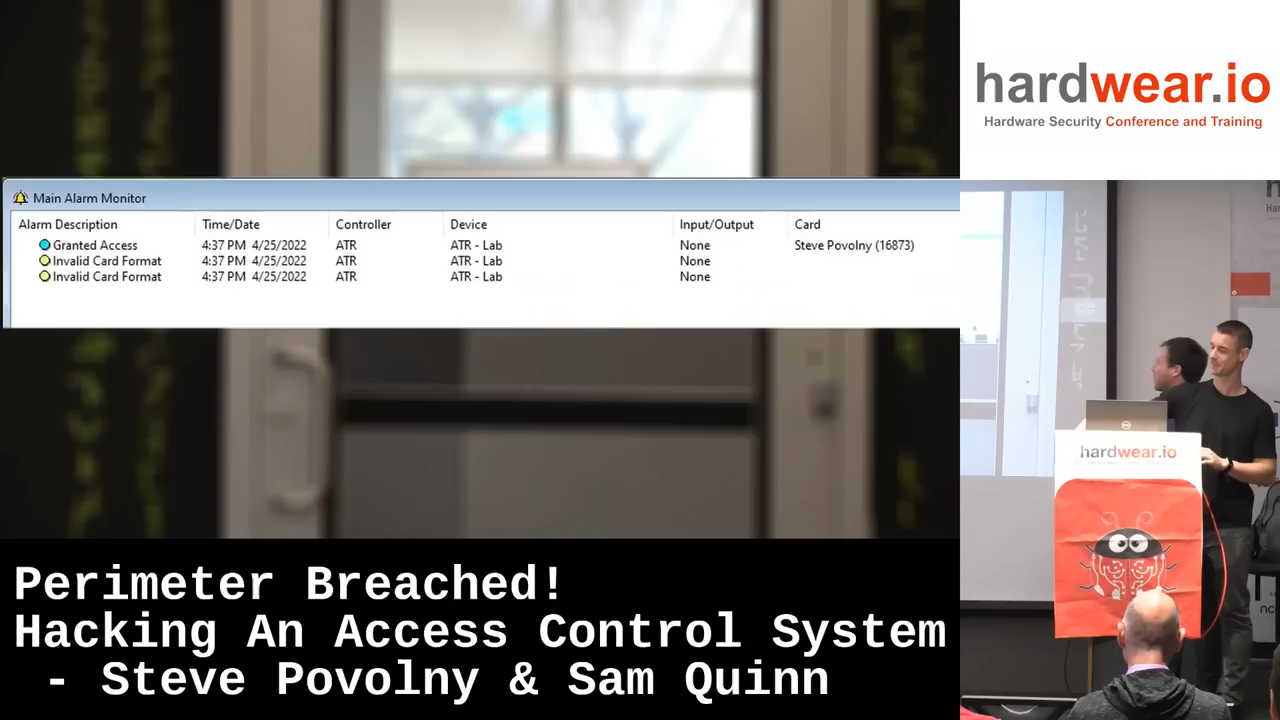 hardwear.io
Hardware Security Conference and Training
Main Alarm Monitor
Alarm Description Time/Date Controller Device Input/Output Card
Granted Access 4:37 PM 4/25/2022 ATR ATR - Lab None Steve Povolny (16873)
Invalid Card Format 4:37 PM 4/25/2022 ATR ATR - Lab None
Invalid Card Format 4:37 PM 4/25/2022 ATR ATR - Lab None
hardwear.io
Perimeter Breached!
Hacking An Access Control System
- Steve Povolny & Sam Quinn